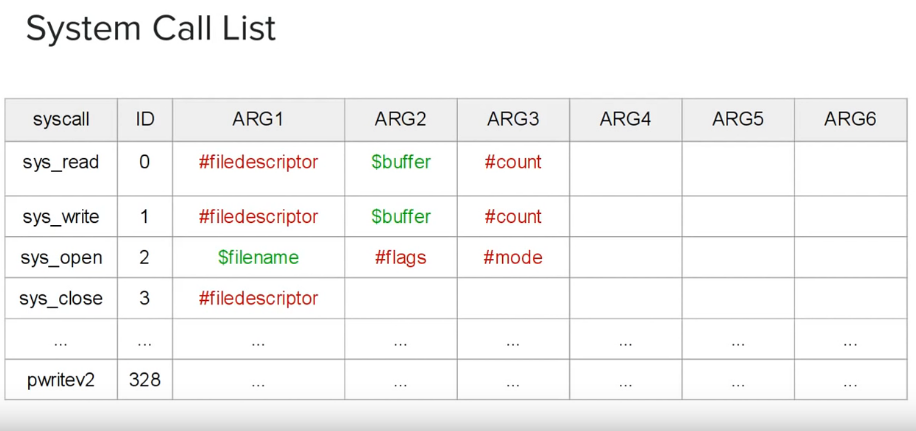 System Call List
syscall ID ARG1 ARG2 ARG3 ARG4 ARG5 ARG6
sys_read 0 #filedescriptor $buffer #count
sys_write 1 #filedescriptor $buffer #count
sys_open 2 $filename #flags #mode
sys_close 3 #filedescriptor
... ... ... ... ... ... ... ...
pwritev2 328 ... ... ... ... ... ...